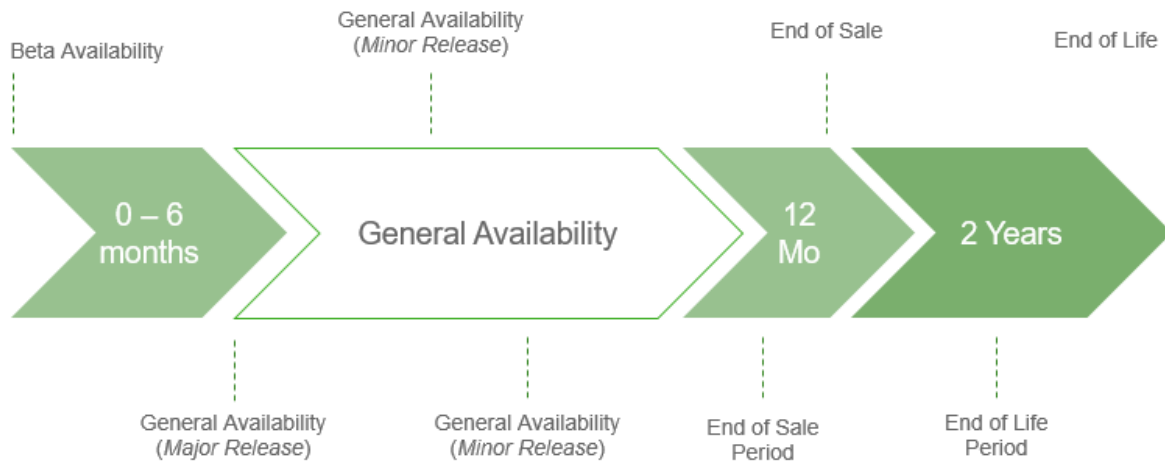 Beta Availability
General Availability
(Minor Release)
End of Sale
End of Life
0 – 6
months
General Availability
12
Mo
2 Years
General Availability
(Major Release)
General Availability
(Minor Release)
End of Sale
Period
End of Life
Period